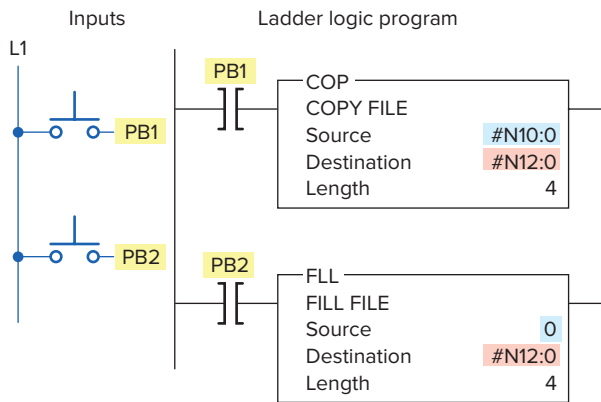 Inputs
Ladder logic program
L1
PB1
PB1
COP
COPY FILE
Source #N10:0
Destination #N12:0
Length 4
PB2
PB2
FLL
FILL FILE
Source 0
Destination #N12:0
Length 4